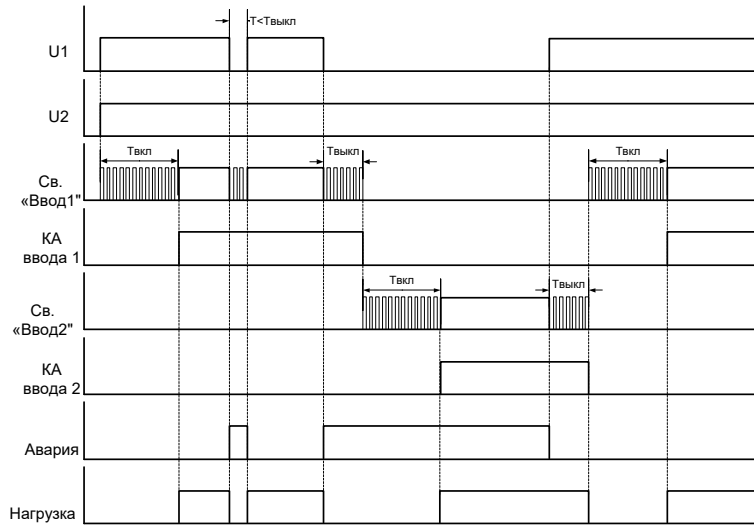 T<Tвыкл
U1
U2
Tвкл
Tвыкл
Tвкл
Св.
«Ввод1"
КА
ввода 1
Tвкл
Tвыкл
Св.
«Ввод2"
КА
ввода 2
Авария
Нагрузка